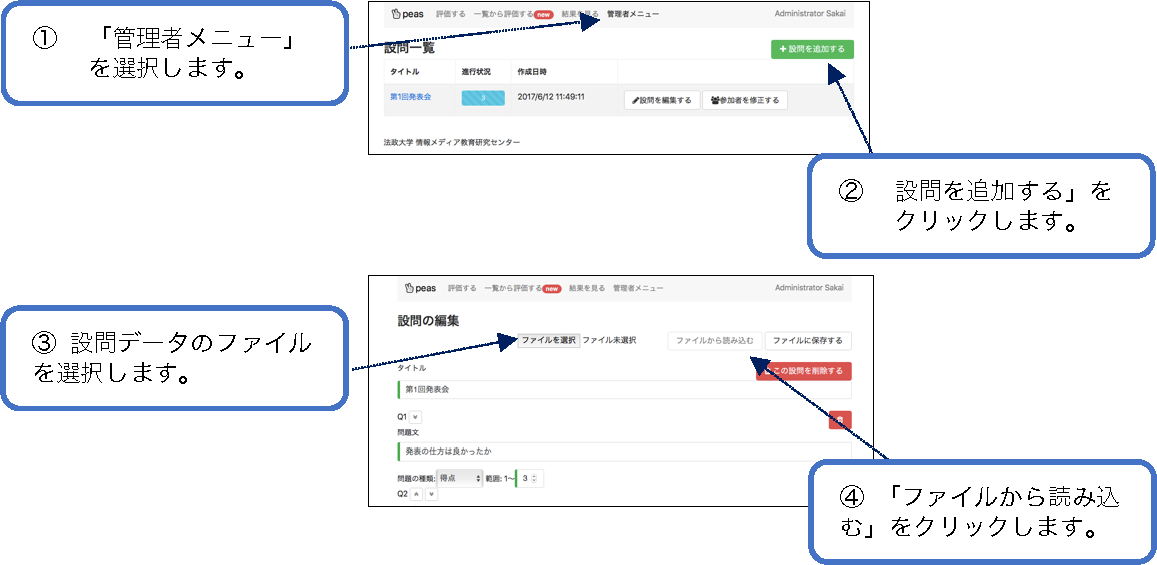 ① 「管理者メニュー」
を選択します。
peas 評価する 一覧から評価する new 結果を見る 管理者メニュー Administrator Sakai
設問一覧
+ 設問を追加する
タイトル 進行状況 作成日時
第1回発表会 3 2017/6/12 11:49:11 設問を編集する 参加者を修正する
法政大学 情報メディア教育研究センター
② 設問を追加する」を
クリックします。
③ 設問データのファイル
を選択します。
peas 評価する 一覧から評価する new 結果を見る 管理者メニュー Administrator Sakai
設問の編集
ファイルを選択 ファイル未選択 ファイルから読み込む ファイルに保存する
タイトル
この設問を削除する
第1回発表会
Q1
問題文
発表の仕方は良かったか
問題の種類: 得点 範囲: 1〜 3
Q2
④ 「ファイルから読み込
む」をクリックします。